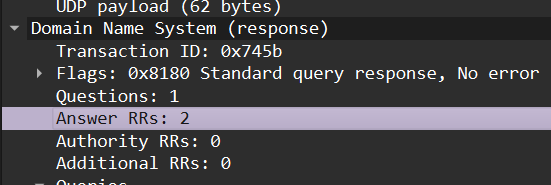 UDP payload (62 bytes)
Domain Name System (response)
Transaction ID: 0x745b
Flags: 0x8180 Standard query response, No error
Questions: 1
Answer RRs: 2
Authority RRs: 0
Additional RRs: 0
Queries